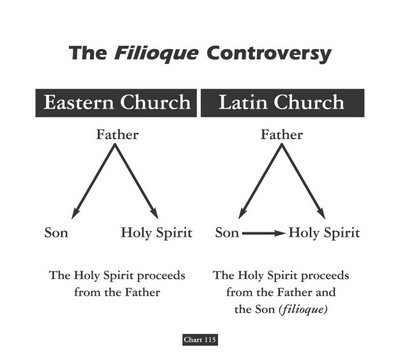 The Filioque Controversy
Eastern Church
Father
Son
Holy Spirit
The Holy Spirit proceeds
from the Father
Latin Church
Father
Son
Holy Spirit
The Holy Spirit proceeds
from the Father and
the Son (filioque)
Chart 115